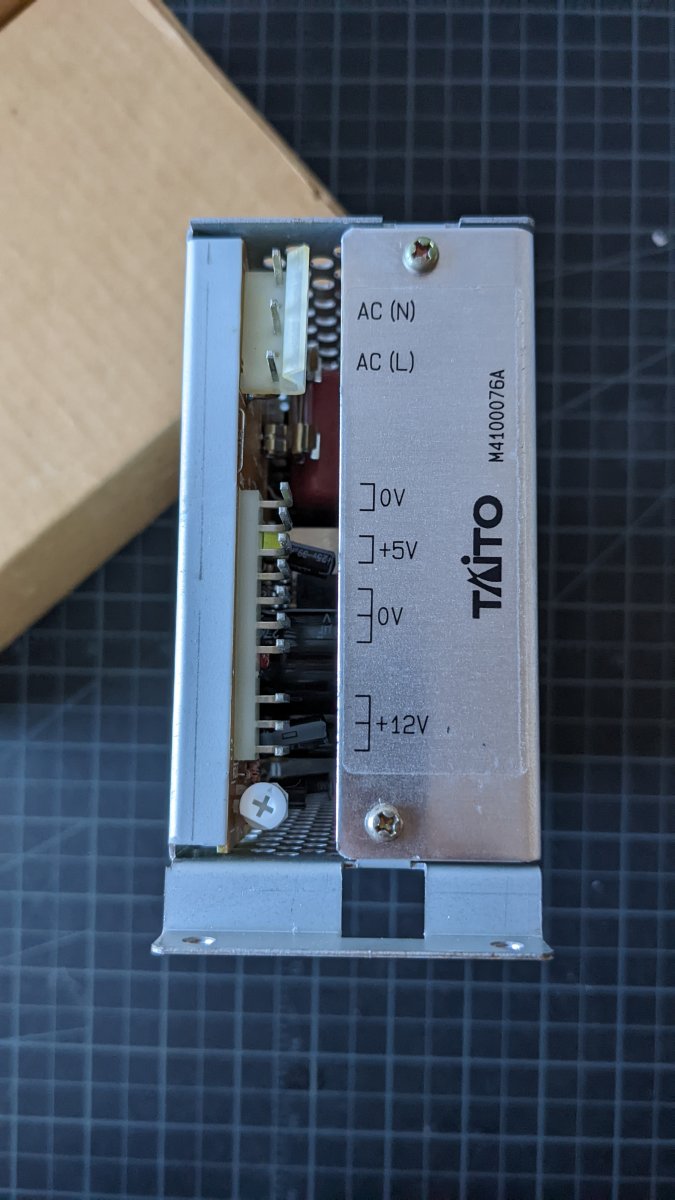 AC (N)
AC (L)
M4100076A
0V
+5V
TAITO
0V
+12V